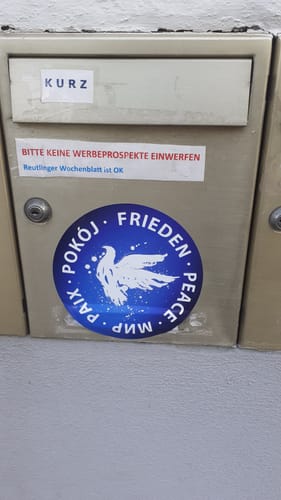 KURZ
BITTE KEINE WERBEPROSPEKTE EINWERFEN
Reutlinger Wochenblatt ist OK
POKÓJ · FRIEDEN · PEACE · МИР · PAIX ·